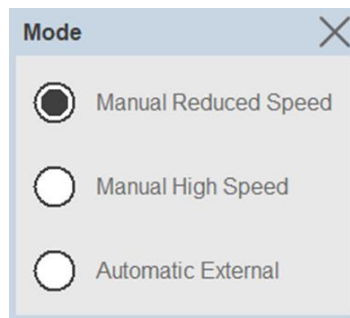 Mode
Manual Reduced Speed
Manual High Speed
Automatic External